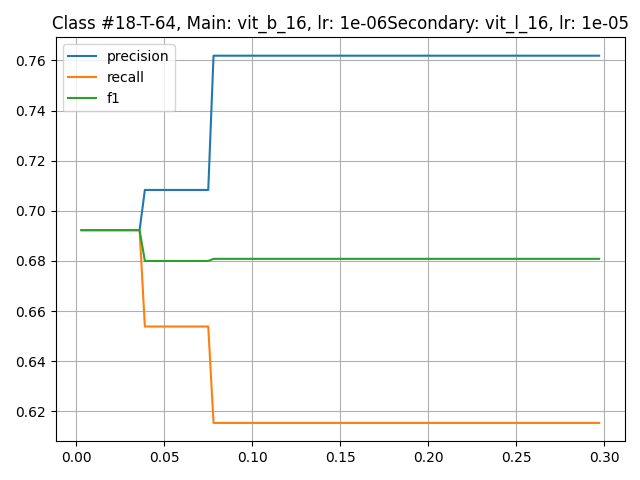 Class #18-T-64, Main: vit_b_16, lr: 1e-06Secondary: vit_l_16, lr: 1e-05
precision
recall
f1
0.76
0.74
0.72
0.70
0.68
0.66
0.64
0.62
0.00 0.05 0.10 0.15 0.20 0.25 0.30